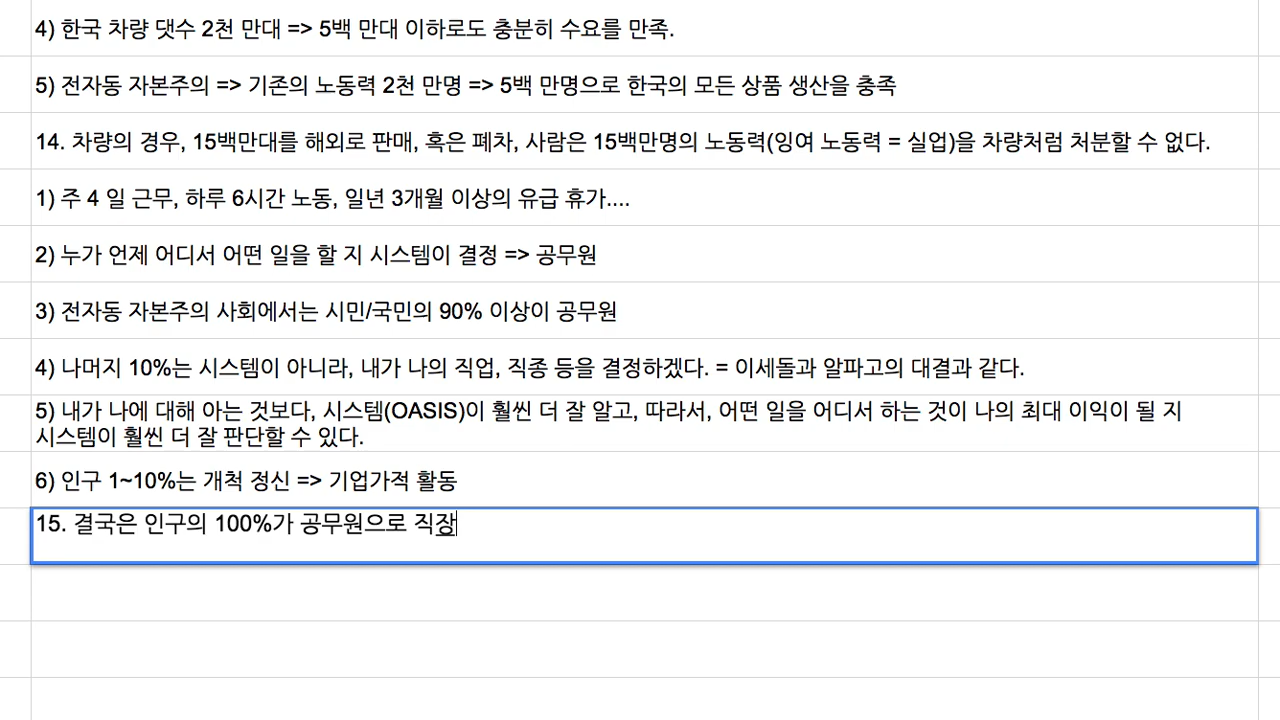 4) 한국 차량 댓수 2천 만대 => 5백 만대 이하로도 충분히 수요를 만족.
5) 전자동 자본주의 => 기존의 노동력 2천 만명 => 5백 만명으로 한국의 모든 상품 생산을 충족
14. 차량의 경우, 15백만대를 해외로 판매, 혹은 폐차, 사람은 15백만명의 노동력(잉여 노동력 = 실업)을 차량처럼 처분할 수 없다.
1) 주 4 일 근무, 하루 6시간 노동, 일년 3개월 이상의 유급 휴가....
2) 누가 언제 어디서 어떤 일을 할 지 시스템이 결정 => 공무원
3) 전자동 자본주의 사회에서는 시민/국민의 90% 이상이 공무원
4) 나머지 10%는 시스템이 아니라, 내가 나의 직업, 직종 등을 결정하겠다. = 이세돌과 알파고의 대결과 같다.
5) 내가 나에 대해 아는 것보다, 시스템(OASIS)이 훨씬 더 잘 알고, 따라서, 어떤 일을 어디서 하는 것이 나의 최대 이익이 될 지
시스템이 훨씬 더 잘 판단할 수 있다.
6) 인구 1~10%는 개척 정신 => 기업가적 활동
15. 결국은 인구의 100%가 공무원으로 직장